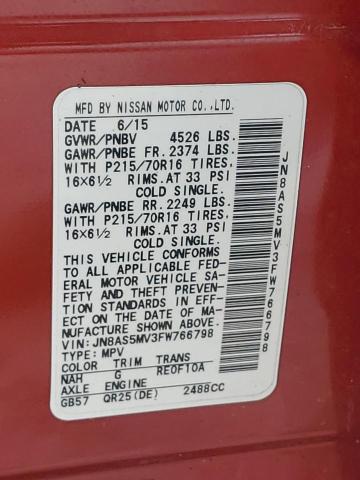 MFD BY NISSAN MOTOR CO.,LTD.
DATE 6/15
GVWR/PNBV 4526 LBS.
GAWR/PNBE FR. 2374 LBS.
WITH P215/70R16 TIRES,
16X6½ RIMS.AT 33 PSI
COLD SINGLE.
GAWR/PNBE RR. 2249 LBS.
WITH P215/70R16 TIRES,
16X6½ RIMS.AT 33 PSI
COLD SINGLE.
THIS VEHICLE CONFORMS
TO ALL APPLICABLE FED-
ERAL MOTOR VEHICLE SA-
FETY AND THEFT PREVEN-
TION STANDARDS IN EFF-
ECT ON THE DATE OF MA-
NUFACTURE SHOWN ABOVE.
JN8AS5MV3FW766798
TYPE: MPV
COLOR TRIM TRANS
NAH G RE0F10A
AXLE ENGINE
GB57 QR25(DE) 2488CC
JN8AS5MV3FW766798